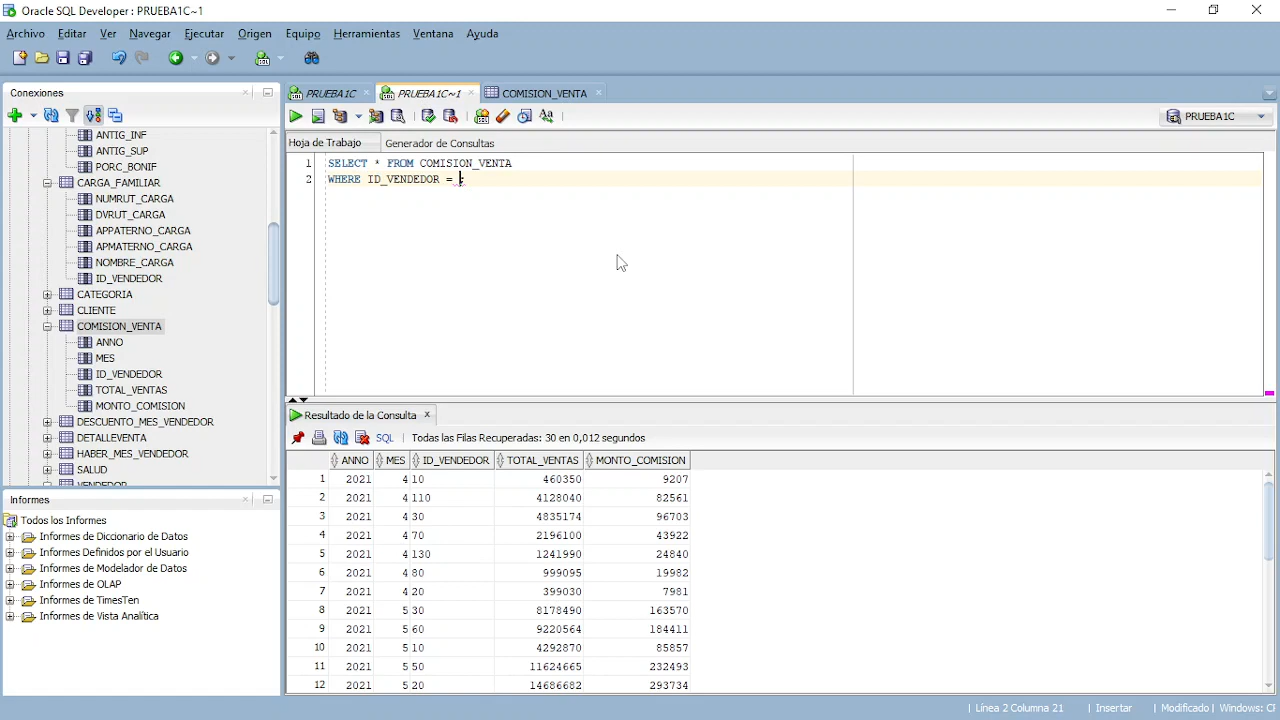 Oracle SQL Developer : PRUEBA1C~1
Archivo Editar Ver Navegar Ejecutar Origen Equipo Herramientas Ventana Ayuda
Conexiones
ANTIG_INF
ANTIG_SUP
PORC_BONIF
CARGA_FAMILIAR
NUMRUT_CARGA
DVRUT_CARGA
APPATERNO_CARGA
APMATERNO_CARGA
NOMBRE_CARGA
ID_VENDEDOR
CATEGORIA
CLIENTE
COMISION_VENTA
ANNO
MES
ID_VENDEDOR
TOTAL_VENTAS
MONTO_COMISION
DESCUENTO_MES_VENDEDOR
DETALLEVENTA
HABER_MES_VENDEDOR
SALUD
VENDEDOR
Informes
Todos los Informes
Informes de Diccionario de Datos
Informes Definidos por el Usuario
Informes de Modelador de Datos
Informes de OLAP
Informes de TimesTen
Informes de Vista Analítica
PRUEBA1C PRUEBA1C~1 COMISION_VENTA
PRUEBA1C
Hoja de Trabajo Generador de Consultas
1 SELECT * FROM COMISION_VENTA
2 WHERE ID_VENDEDOR = ;
Resultado de la Consulta
SQL | Todas las Filas Recuperadas: 30 en 0,012 segundos
ANNO MES ID_VENDEDOR TOTAL_VENTAS MONTO_COMISION
1 2021 4 10 460350 9207
2 2021 4 110 4128040 82561
3 2021 4 30 4835174 96703
4 2021 4 70 2196100 43922
5 2021 4 130 1241990 24840
6 2021 4 80 999095 19982
7 2021 4 20 399030 7981
8 2021 5 30 8178490 163570
9 2021 5 60 9220564 184411
10 2021 5 10 4292870 85857
11 2021 5 50 11624665 232493
12 2021 5 20 14686682 293734
Línea 2 Columna 21 | Insertar | Modificado | Windows: CF